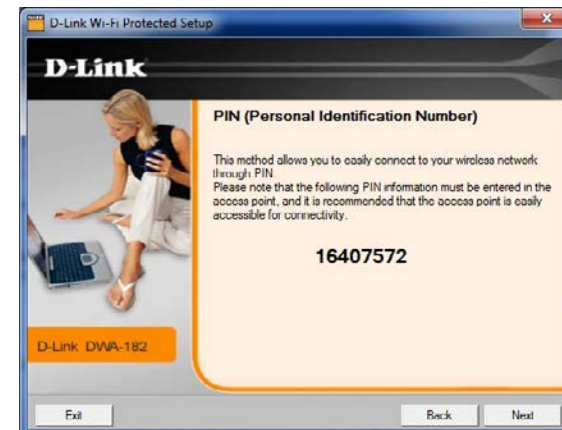 D-Link Wi-Fi Protected Setup
D-Link
PIN (Personal Identification Number)
This method allows you to easily connect to your wireless network
through PIN
Please note that the following PIN information must be entered in the
access point, and it is recommended that the access point is easily
accessible for connectivity.
16407572
D-Link DWA-182
Exit
Back
Next